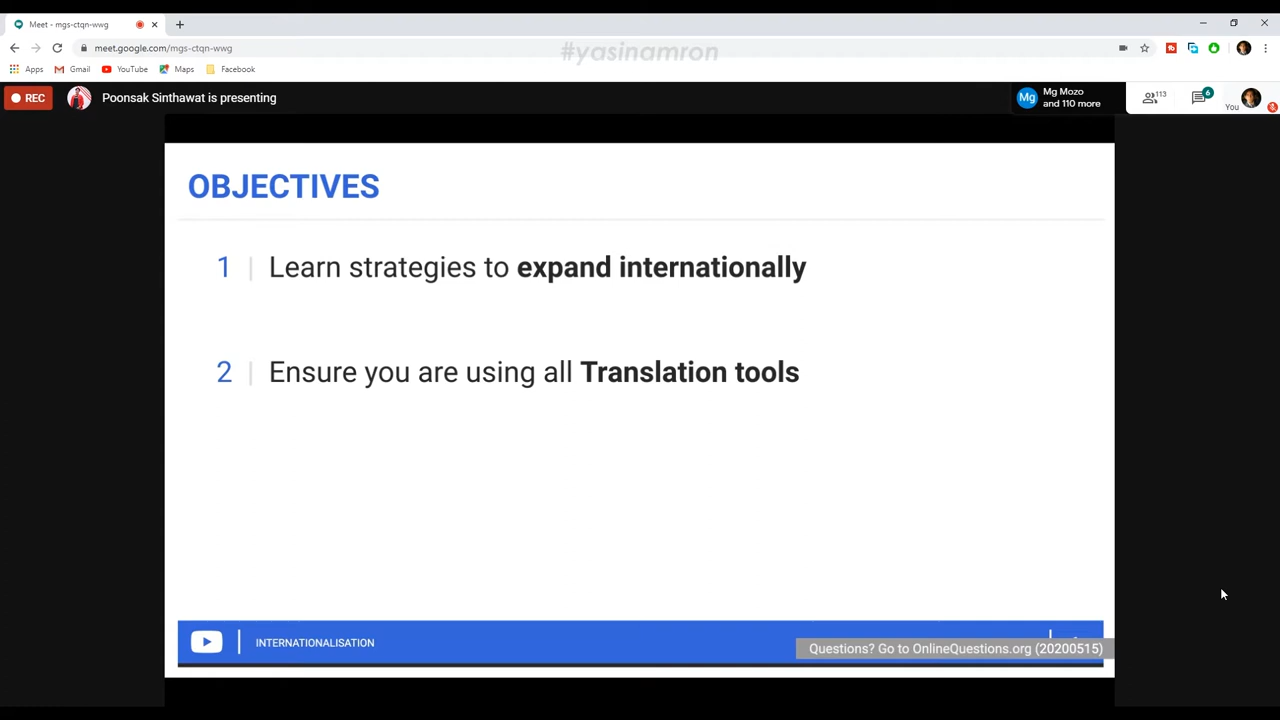 Meet - mgs-ctqn-wwg
meet.google.com/mgs-ctqn-wwg
#yasinamron
Apps Gmail YouTube Maps Facebook
REC
Poonsak Sinthawat is presenting
Mg
Mg Mozo
and 110 more
113
6
You
OBJECTIVES
1 | Learn strategies to expand internationally
2 | Ensure you are using all Translation tools
INTERNATIONALISATION
Questions? Go to OnlineQuestions.org (20200515)